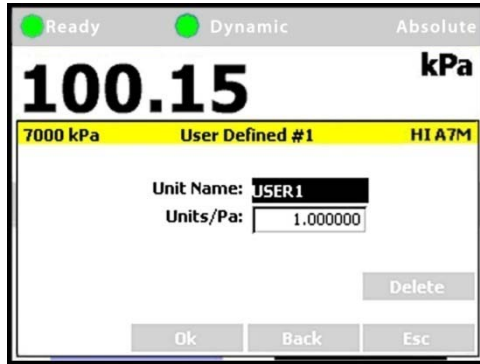 Ready Dynamic Absolute
100.15 kPa
7000 kPa User Defined #1 HI A7M
Unit Name: USER1
Units/Pa: 1.000000
Delete
Ok Back Esc